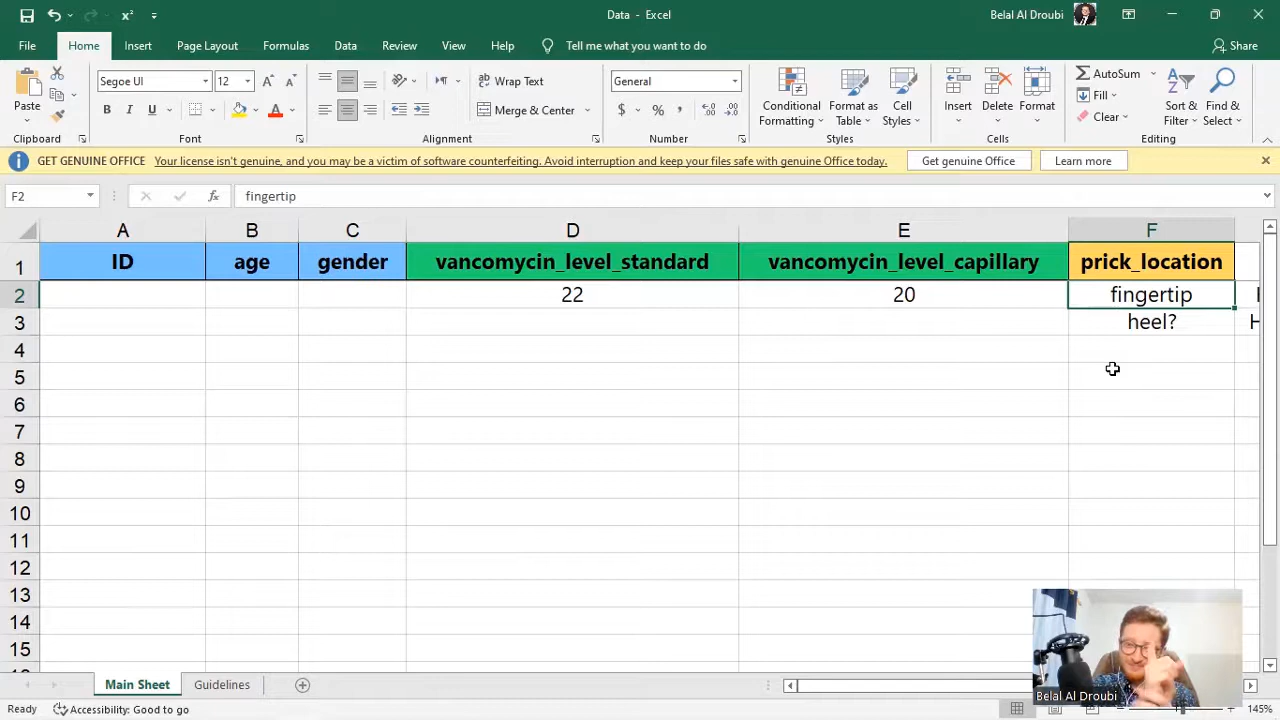 Data - Excel
Belal Al Droubi
File Home Insert Page Layout Formulas Data Review View Help Tell me what you want to do Share
Paste
Segoe UI 12
B I U
Wrap Text
Merge & Center
General
$ % ,
Conditional Formatting
Format as Table
Cell Styles
Insert
Delete
Format
AutoSum
Fill
Clear
Sort & Filter
Find & Select
Clipboard Font Alignment Number Styles Cells Editing
GET GENUINE OFFICE Your license isn't genuine, and you may be a victim of software counterfeiting. Avoid interruption and keep your files safe with genuine Office today. Get genuine Office Learn more
F2 fx fingertip
A B C D E F
1 ID age gender vancomycin_level_standard vancomycin_level_capillary prick_location
2 22 20 fingertip
3 heel? H
4
5
6
7
8
9
10
11
12
13
14
15
Belal Al Droubi
Main Sheet Guidelines
Ready Accessibility: Good to go 145%